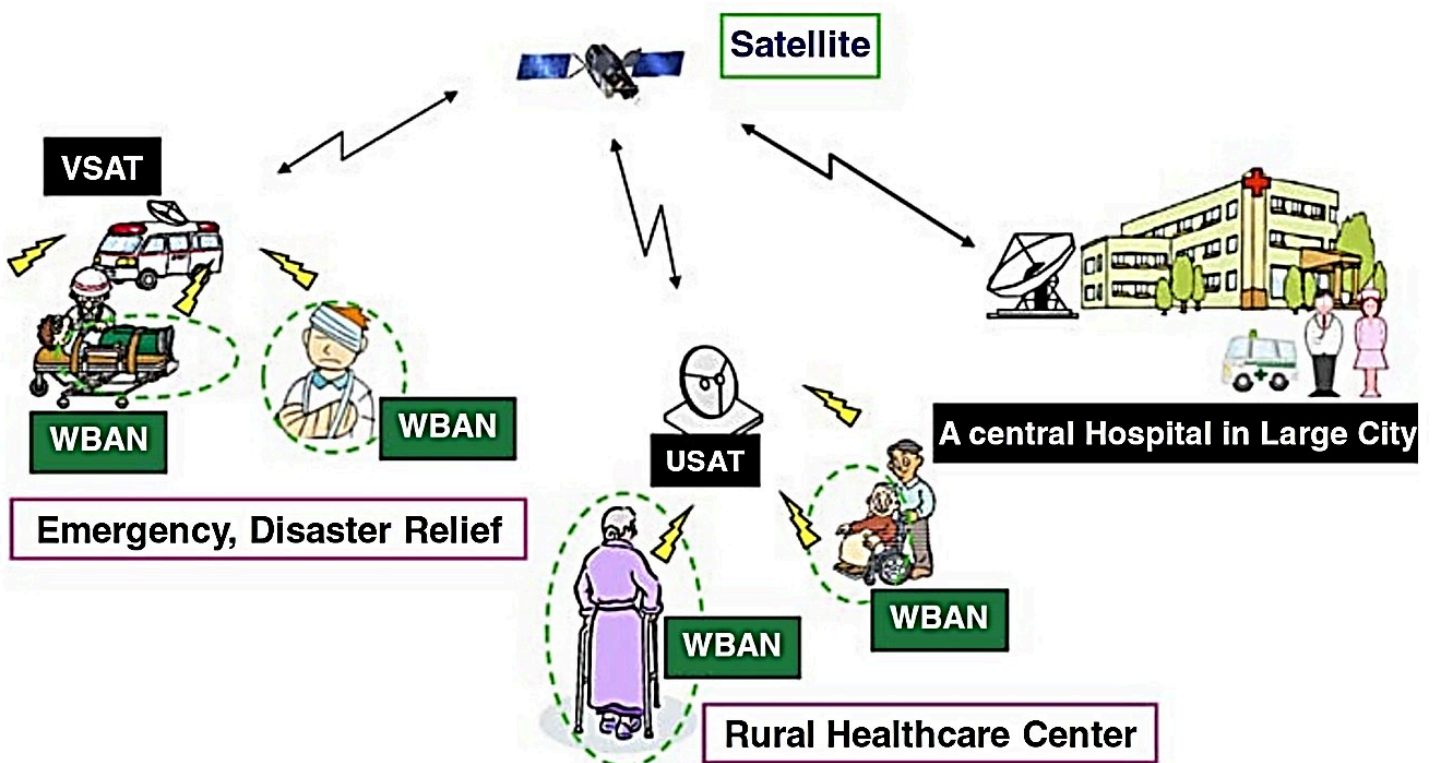 Satellite
VSAT
WBAN
WBAN
Emergency, Disaster Relief
USAT
A central Hospital in Large City
WBAN
WBAN
Rural Healthcare Center